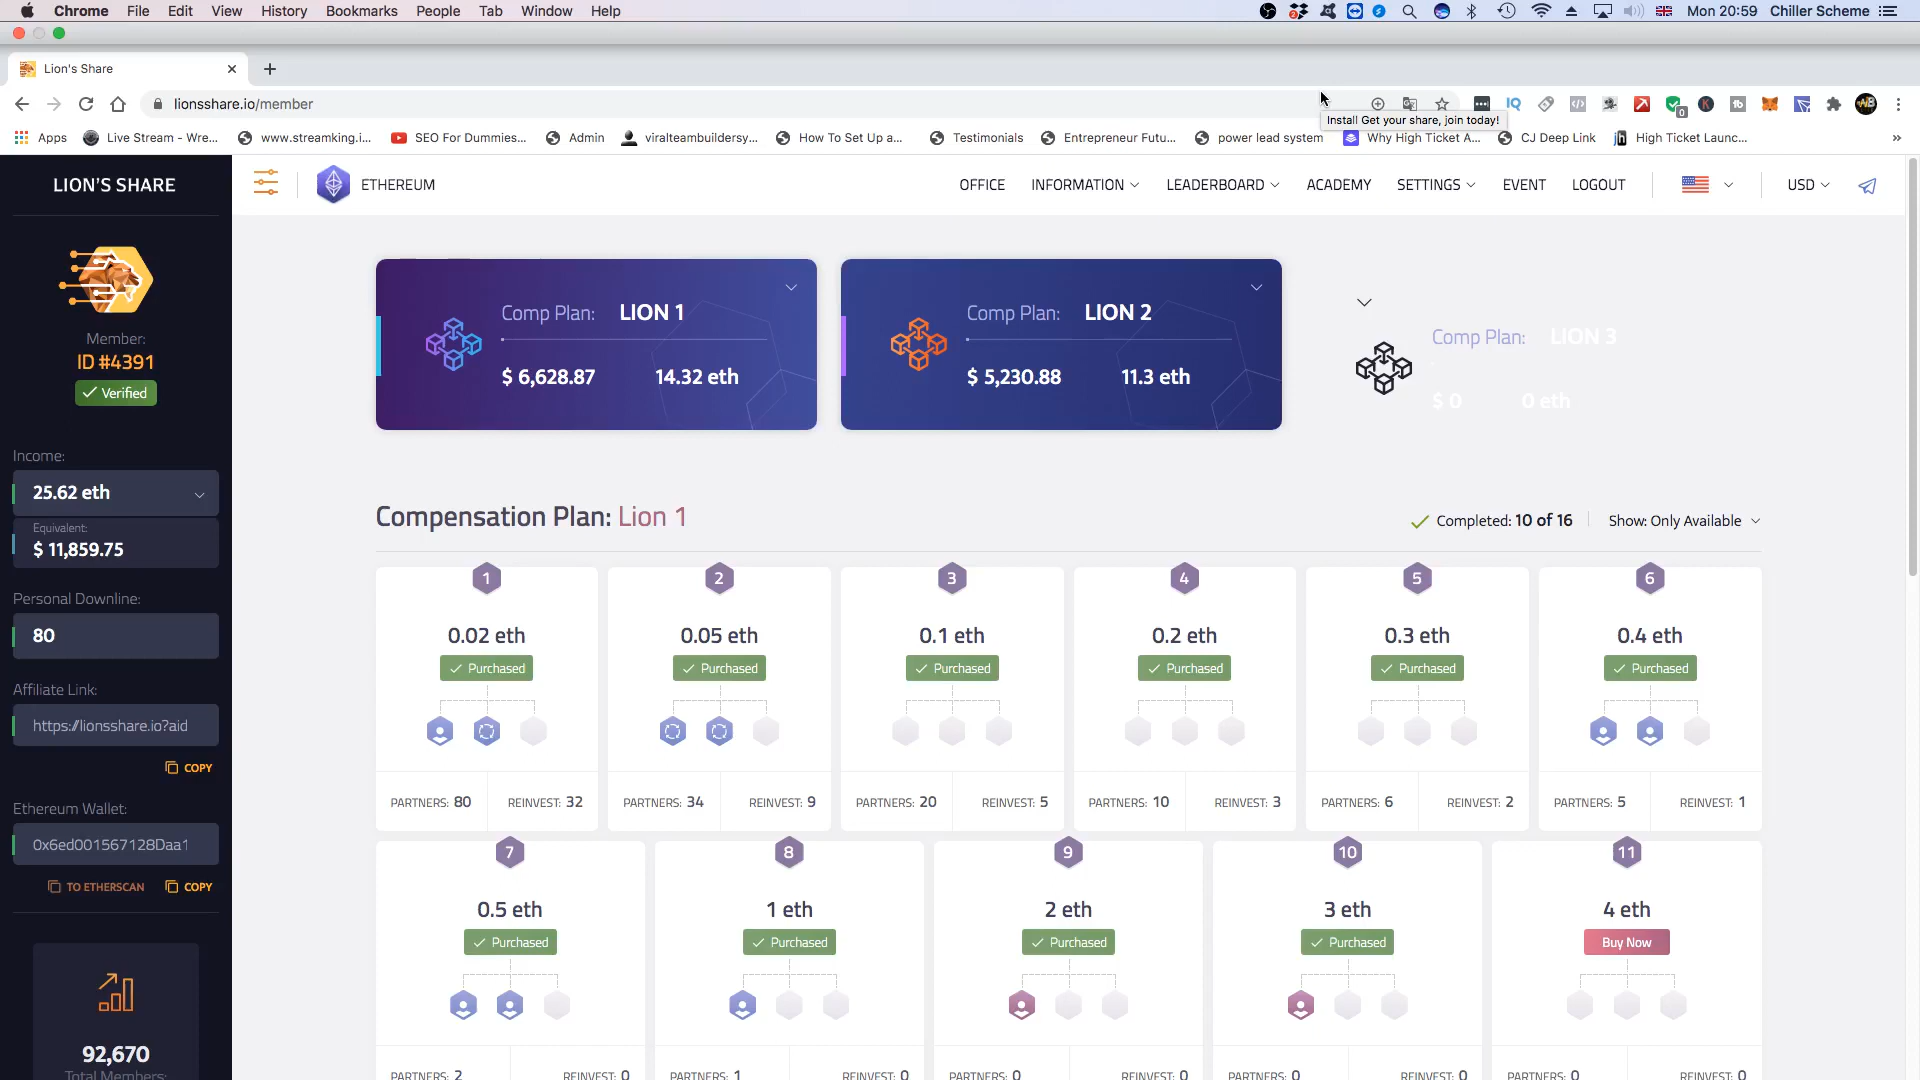 Chrome File Edit View History Bookmarks People Tab Window Help Mon 20:59 Chiller Scheme
Lion's Share
lionsshare.io/member
Install Get your share, join today!
Apps Live Stream - Wre... www.streamking.i... SEO For Dummies... Admin viralteambuildersy... How To Set Up a... Testimonials Entrepreneur Futu... power lead system Why High Ticket A... CJ Deep Link High Ticket Launc... »
LION'S SHARE
ETHEREUM OFFICE INFORMATION LEADERBOARD ACADEMY SETTINGS EVENT LOGOUT USD
Member:
ID #4391
Verified
Income:
25.62 eth
Equivalent:
$ 11,859.75
Personal Downline:
80
Affiliate Link:
https://lionsshare.io?aid
COPY
Ethereum Wallet:
0x6ed001567128Daa1
TO ETHERSCAN COPY
92,670
Total Members:
Comp Plan: LION 1
$ 6,628.87 14.32 eth
Comp Plan: LION 2
$ 5,230.88 11.3 eth
Comp Plan: LION 3
$ 0 0 eth
Compensation Plan: Lion 1
Completed: 10 of 16 Show: Only Available
1 2 3 4 5 6
0.02 eth 0.05 eth 0.1 eth 0.2 eth 0.3 eth 0.4 eth
Purchased Purchased Purchased Purchased Purchased Purchased
PARTNERS: 80 REINVEST: 32 PARTNERS: 34 REINVEST: 9 PARTNERS: 20 REINVEST: 5 PARTNERS: 10 REINVEST: 3 PARTNERS: 6 REINVEST: 2 PARTNERS: 5 REINVEST: 1
7 8 9 10 11
0.5 eth 1 eth 2 eth 3 eth 4 eth
Purchased Purchased Purchased Purchased Buy Now
PARTNERS: 2 REINVEST: 0 PARTNERS: 1 REINVEST: 0 PARTNERS: 0 REINVEST: 0 PARTNERS: 0 REINVEST: 0 PARTNERS: 0 REINVEST: 0